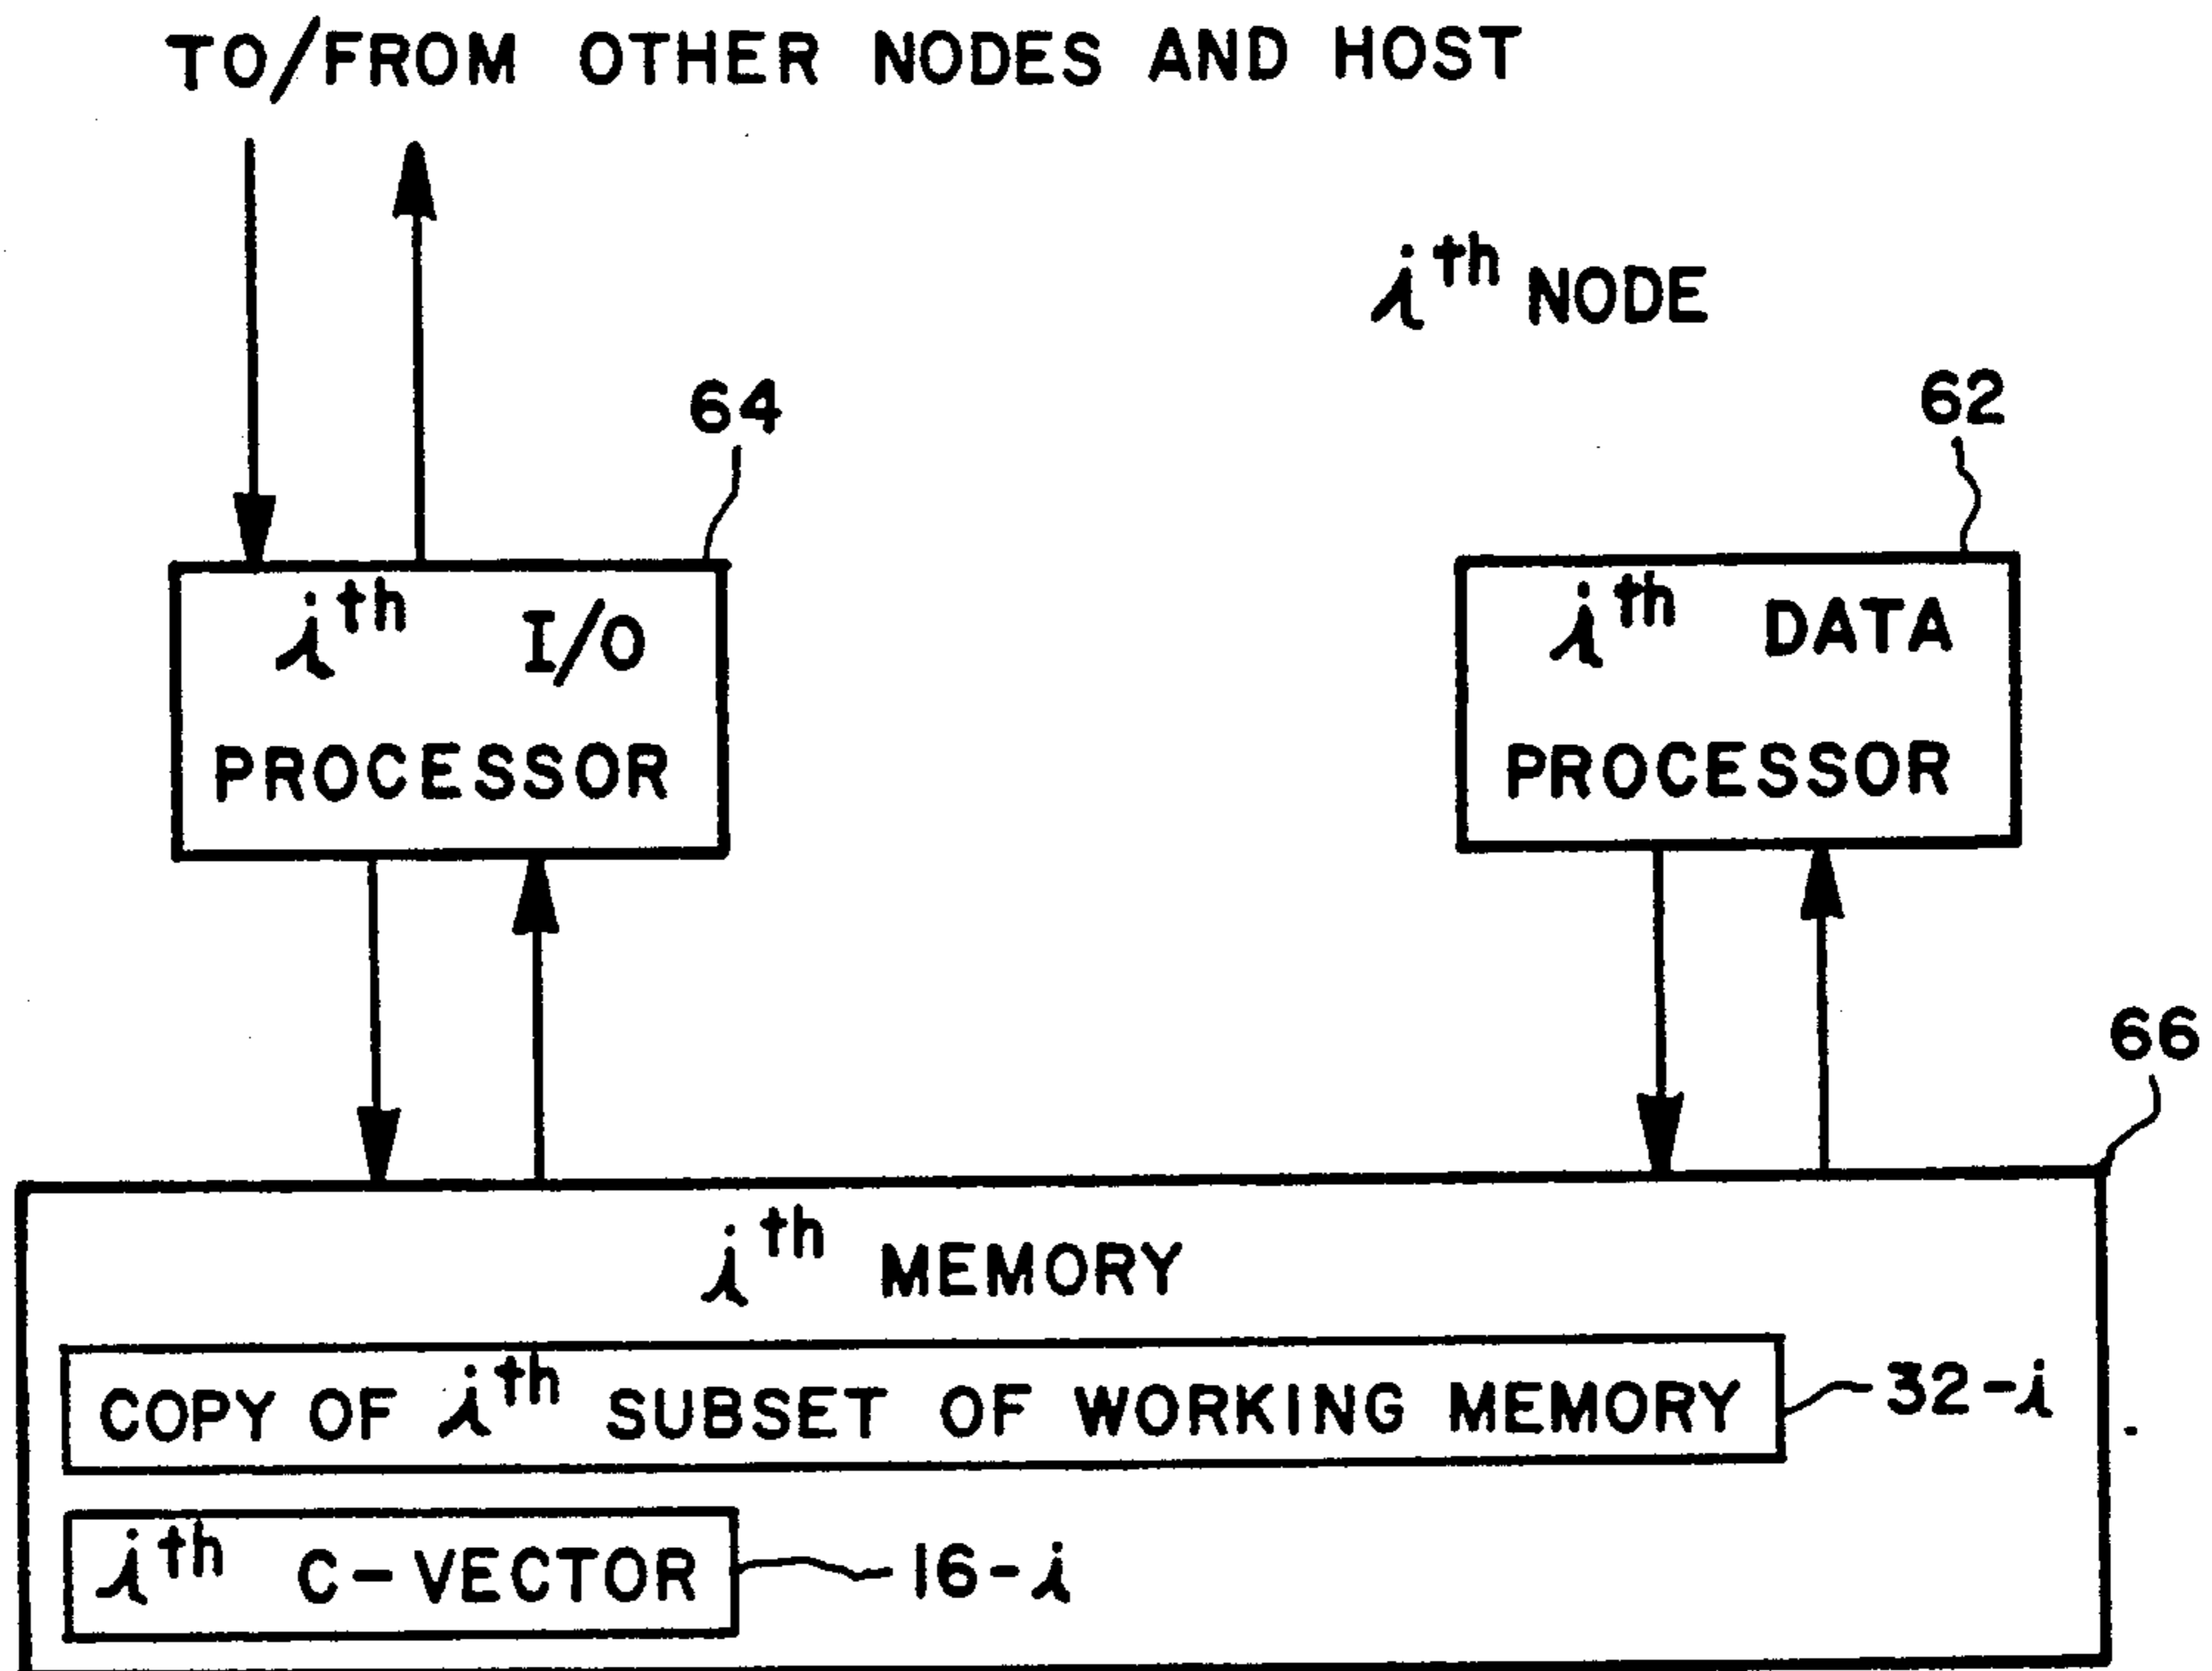 TO/FROM OTHER NODES AND HOST
i^th NODE
64
62
i^th I/O
PROCESSOR
i^th DATA
PROCESSOR
66
i^th MEMORY
COPY OF i^th SUBSET OF WORKING MEMORY
32-i
i^th C-VECTOR
16-i